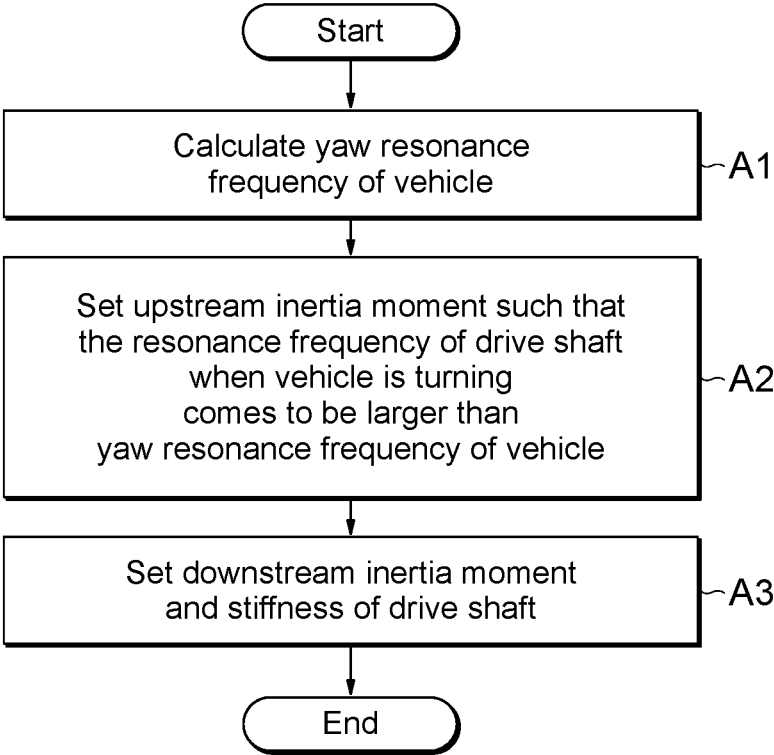 Start
Calculate yaw resonance
frequency of vehicle
A1
Set upstream inertia moment such that
the resonance frequency of drive shaft
when vehicle is turning
comes to be larger than
yaw resonance frequency of vehicle
A2
Set downstream inertia moment
and stiffness of drive shaft
A3
End